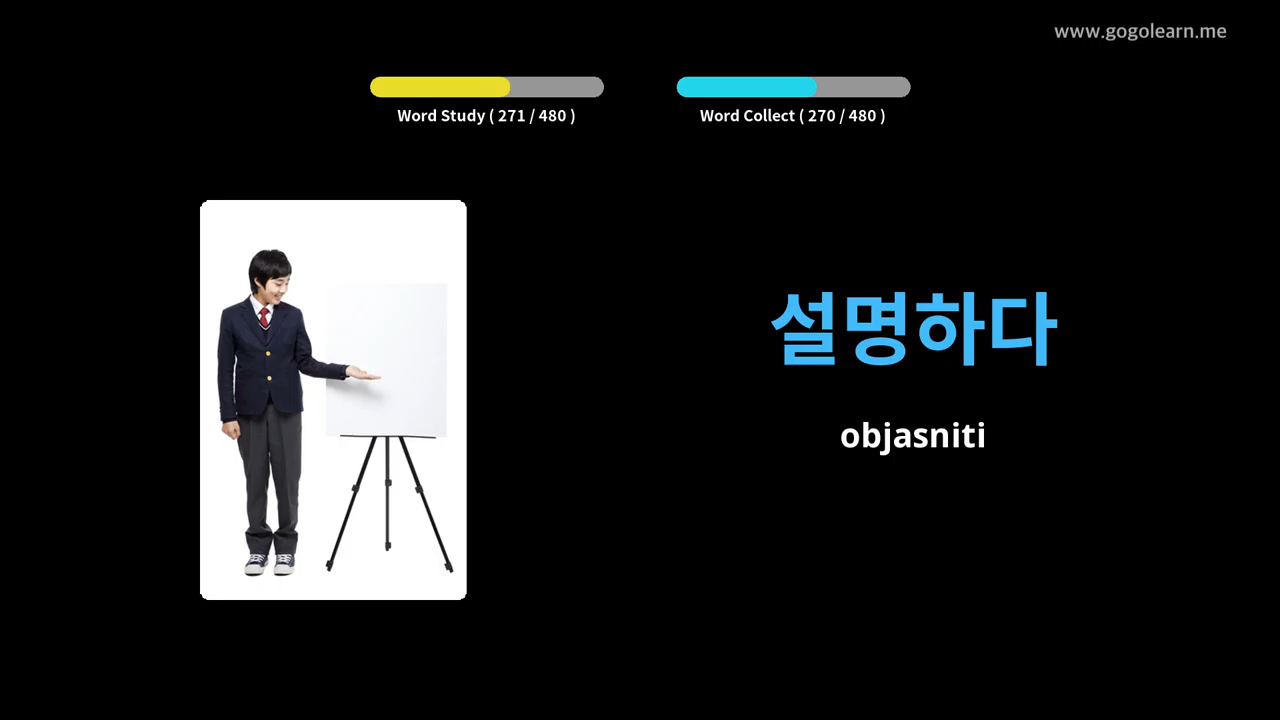 www.gogolearn.me
Word Study ( 271 / 480 )
Word Collect ( 270 / 480 )
설명하다
objasniti